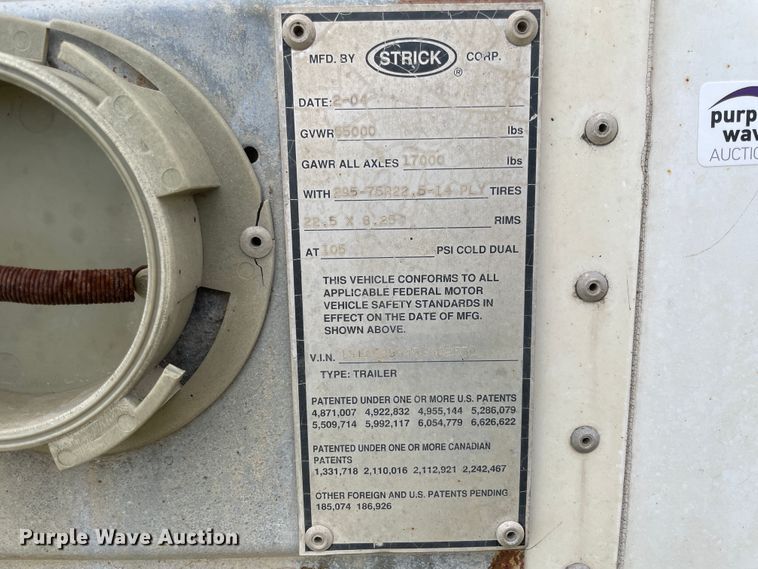 MFD. BY STRICK ® CORP.
DATE: 2-04
GVWR 65000 lbs
GAWR ALL AXLES 17000 lbs
WITH 295-75R22.5-14 PLY TIRES
22.5 X 8.25 RIMS
AT 105 PSI COLD DUAL
THIS VEHICLE CONFORMS TO ALL
APPLICABLE FEDERAL MOTOR
VEHICLE SAFETY STANDARDS IN
EFFECT ON THE DATE OF MFG.
SHOWN ABOVE.
V.I.N.
TYPE: TRAILER
PATENTED UNDER ONE OR MORE U.S. PATENTS
4,871,007 4,922,832 4,955,144 5,286,079
5,509,714 5,992,117 6,054,779 6,626,622
PATENTED UNDER ONE OR MORE CANADIAN
PATENTS
1,331,718 2,110,016 2,112,921 2,242,467
OTHER FOREIGN AND U.S. PATENTS PENDING
185,074 186,926
purple
wave
Purple Wave Auction